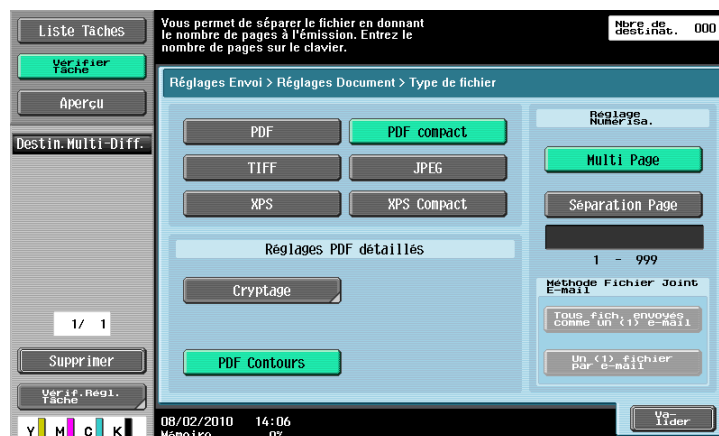 Liste Tâches
Vous permet de séparer le fichier en donnant
le nombre de pages à l'émission. Entrez le
nombre de pages sur le clavier.
Nbre de
destinat.
000
Vérifier
Tâche
Aperçu
Destin.Multi-Diff.
1/ 1
Supprimer
Vérif.Régl.
Tâche
Y M C K
Réglages Envoi > Réglages Document > Type de fichier
PDF
PDF compact
TIFF
JPEG
XPS
XPS Compact
Réglages PDF détaillés
Cryptage
PDF Contours
Réglage
Numérisa.
Multi Page
Séparation Page
1 - 999
Méthode Fichier Joint
E-mail
Tous fich. envoyés
comme un (1) e-mail
Un (1) fichier
par e-mail
08/02/2010 14:06
Mémoire 0%
Va-
lider